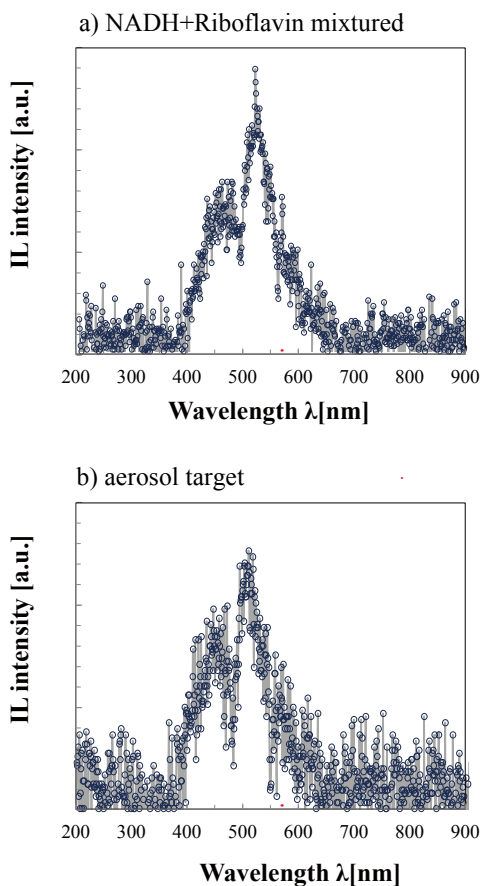 a) NADH+Riboflavin mixtured
IL intensity [a.u.]
200 300 400 500 600 700 800 900
Wavelength λ[nm]
b) aerosol target
IL intensity [a.u.]
200 300 400 500 600 700 800 900
Wavelength λ[nm]